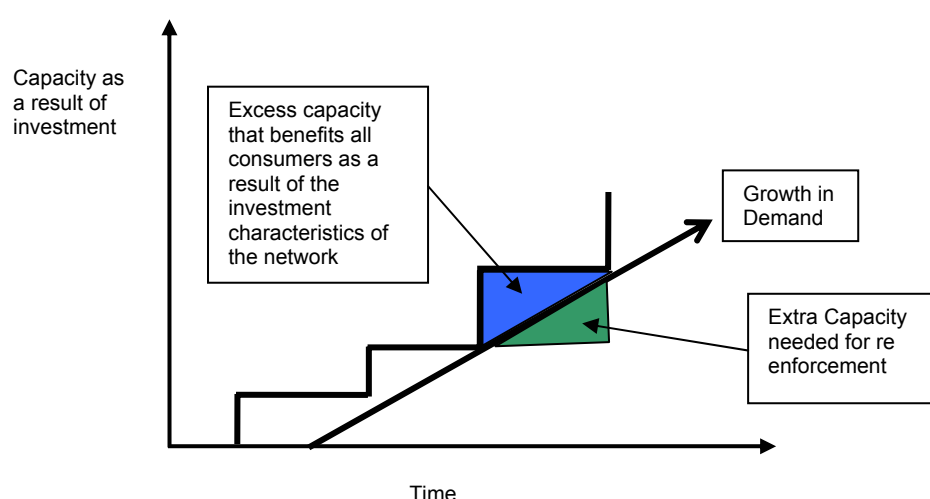 Capacity as
a result of
investment
Excess capacity
that benefits all
consumers as a
result of the
investment
characteristics of
the network
Growth in
Demand
Extra Capacity
needed for re
enforcement
Time